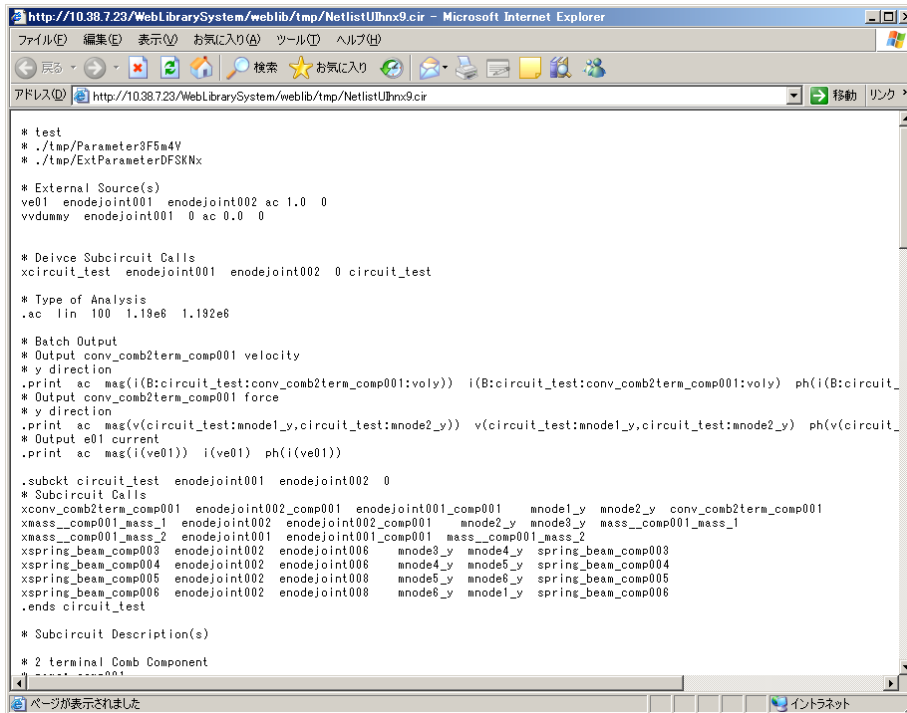 http://10.38.7.23/WebLibrarySystem/weblib/tmp/NetlistUIhnx9.cir - Microsoft Internet Explorer
ファイル(F) 編集(E) 表示(V) お気に入り(A) ツール(T) ヘルプ(H)
戻る 検索 お気に入り
アドレス(D) http://10.38.7.23/WebLibrarySystem/weblib/tmp/NetlistUIhnx9.cir 移動 リンク »
* test
* ./tmp/Parameter3F5m4V
* ./tmp/ExtParameterDFSKNx
* External Source(s)
ve01 enodejoint001 enodejoint002 ac 1.0 0
vvdummy enodejoint001 0 ac 0.0 0
* Deivce Subcircuit Calls
xcircuit_test enodejoint001 enodejoint002 0 circuit_test
* Type of Analysis
.ac lin 100 1.19e6 1.192e6
* Batch Output
* Output conv_comb2term_comp001 velocity
* y direction
.print ac mag(i(B:circuit_test:conv_comb2term_comp001:voly)) i(B:circuit_test:conv_comb2term_comp001:voly) ph(i(B:circuit_
* Output conv_comb2term_comp001 force
* y direction
.print ac mag(v(circuit_test:mnode1_y,circuit_test:mnode2_y)) v(circuit_test:mnode1_y,circuit_test:mnode2_y) ph(v(circuit_
* Output e01 current
.print ac mag(i(ve01)) i(ve01) ph(i(ve01))
.subckt circuit_test enodejoint001 enodejoint002 0
* Subcircuit Calls
xconv_comb2term_comp001 enodejoint002_comp001 enodejoint001_comp001 mnode1_y mnode2_y conv_comb2term_comp001
xmass__comp001_mass_1 enodejoint002 enodejoint002_comp001 mnode2_y mnode3_y mass__comp001_mass_1
xmass__comp001_mass_2 enodejoint001 enodejoint001_comp001 mass__comp001_mass_2
xspring_beam_comp003 enodejoint002 enodejoint006 mnode3_y mnode4_y spring_beam_comp003
xspring_beam_comp004 enodejoint002 enodejoint006 mnode4_y mnode5_y spring_beam_comp004
xspring_beam_comp005 enodejoint002 enodejoint008 mnode5_y mnode6_y spring_beam_comp005
xspring_beam_comp006 enodejoint002 enodejoint008 mnode6_y mnode1_y spring_beam_comp006
.ends circuit_test
* Subcircuit Description(s)
* 2 terminal Comb Component
ページが表示されました イントラネット